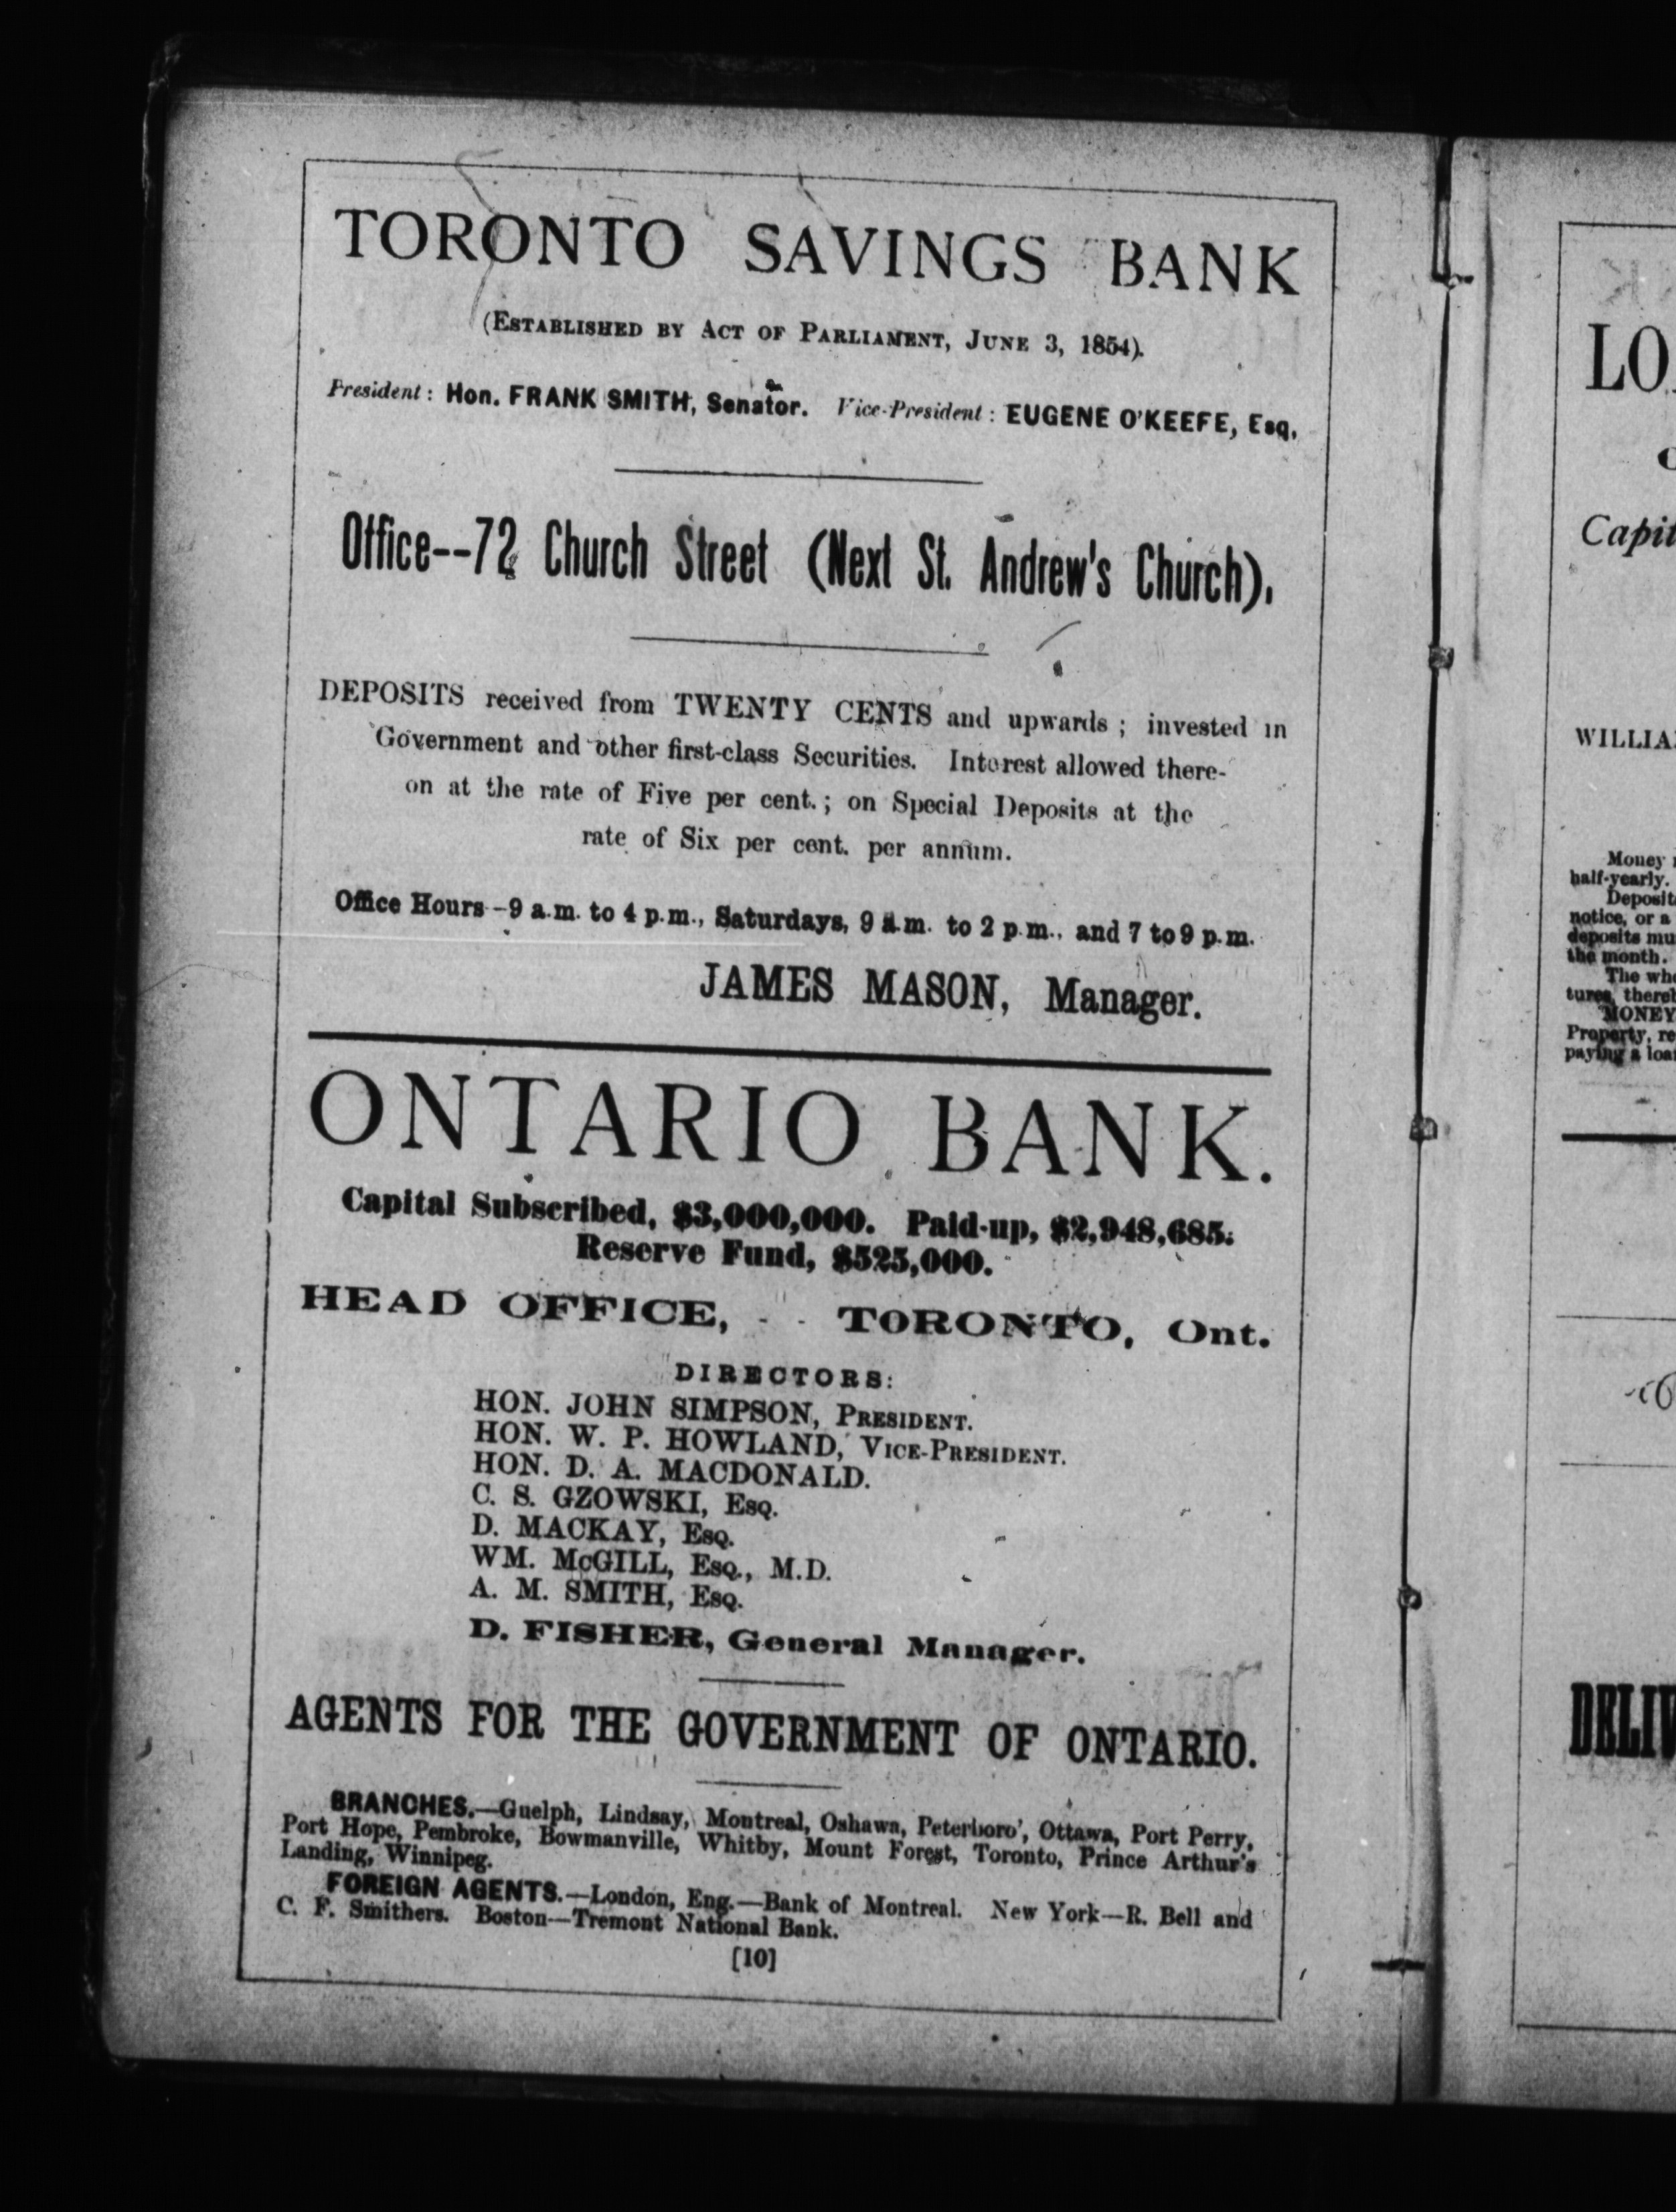 TORONTO SAVINGS BANK
(ESTABLISHED BY ACT OF PARLIAMENT, JUNE 3, 1854).
President: Hon. FRANK SMITH, Senator. Vice-President: EUGENE O'KEEFE, Esq.
Office--72 Church Street (Next St. Andrew's Church).
DEPOSITS received from TWENTY CENTS and upwards; invested in
Government and other first-class Securities. Interest allowed there-
on at the rate of Five per cent.; on Special Deposits at the
rate of Six per cent. per annum.
Office Hours-9 a.m. to 4 p.m., Saturdays, 9 a.m. to 2 p.m., and 7 to 9 p.m.
JAMES MASON, Manager.
ONTARIO BANK.
Capital Subscribed, $3,000,000. Paid-up, $2,948,685.
Reserve Fund, $525,000.
HEAD OFFICE, - - TORONTO, Ont.
DIRECTORS:
HON. JOHN SIMPSON, PRESIDENT.
HON. W. P. HOWLAND, VICE-PRESIDENT.
HON. D. A. MACDONALD.
C. S. GZOWSKI, ESQ.
D. MACKAY, ESQ.
WM. McGILL, ESQ., M.D.
A. M. SMITH, ESQ.
D. FISHER, General Manager.
AGENTS FOR THE GOVERNMENT OF ONTARIO.
BRANCHES.—Guelph, Lindsay, Montreal, Oshawa, Peterboro', Ottawa, Port Perry,
Port Hope, Pembroke, Bowmanville, Whitby, Mount Forest, Toronto, Prince Arthur's
Landing, Winnipeg.
FOREIGN AGENTS.—London, Eng.—Bank of Montreal. New York—R. Bell and
C. F. Smithers. Boston—Tremont National Bank.
[10]
LO
Capit
WILLIA
Money
half-yearly.
Deposit
notice, or a
deposits mu
the month.
The who
tures, thereb
MONEY
Property, re
paying a loa
DELIV